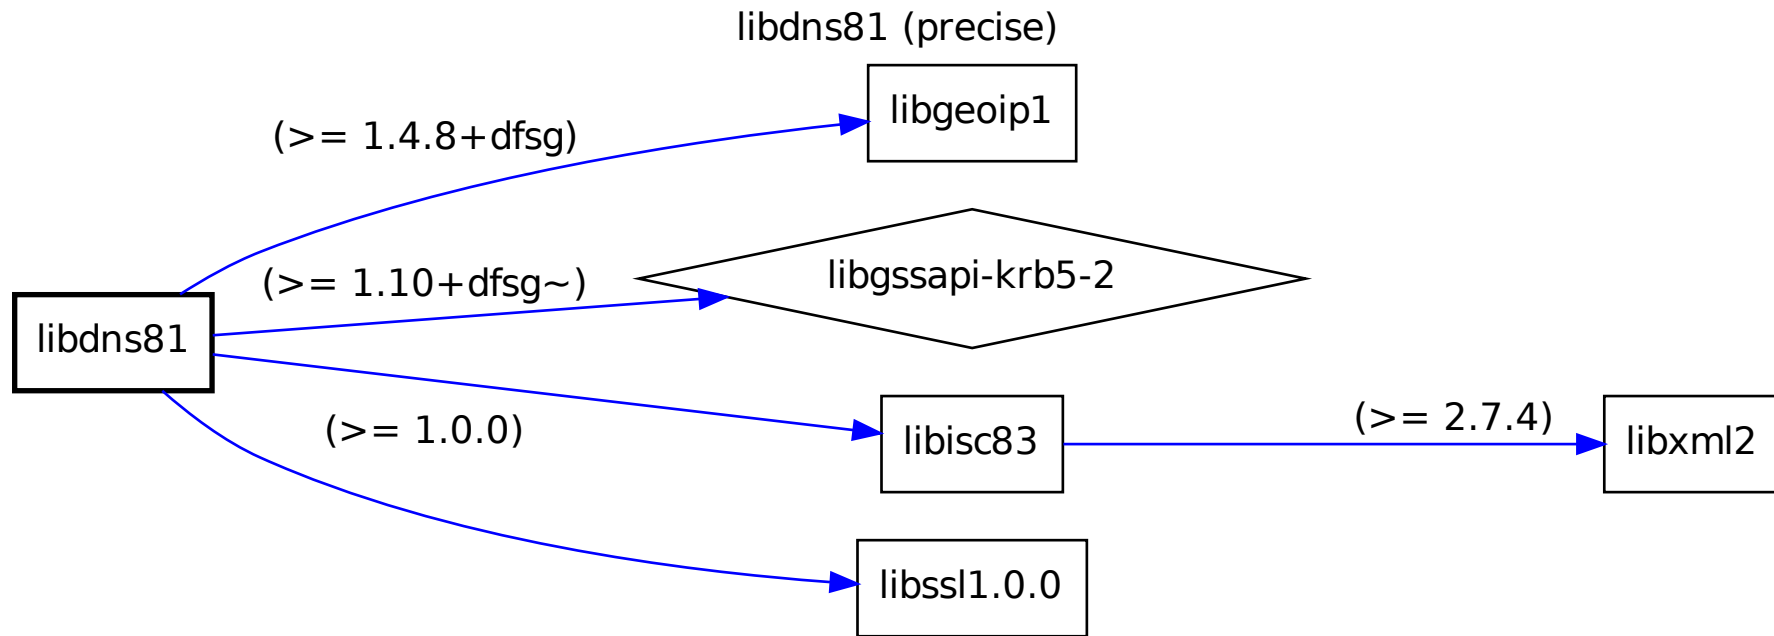 libdns81 (precise)
libgeoip1
(>= 1.4.8+dfsg)
libgssapi-krb5-2
(>= 1.10+dfsg~)
libdns81
(>= 2.7.4)
(>= 1.0.0)
libisc83
libxml2
libssl1.0.0